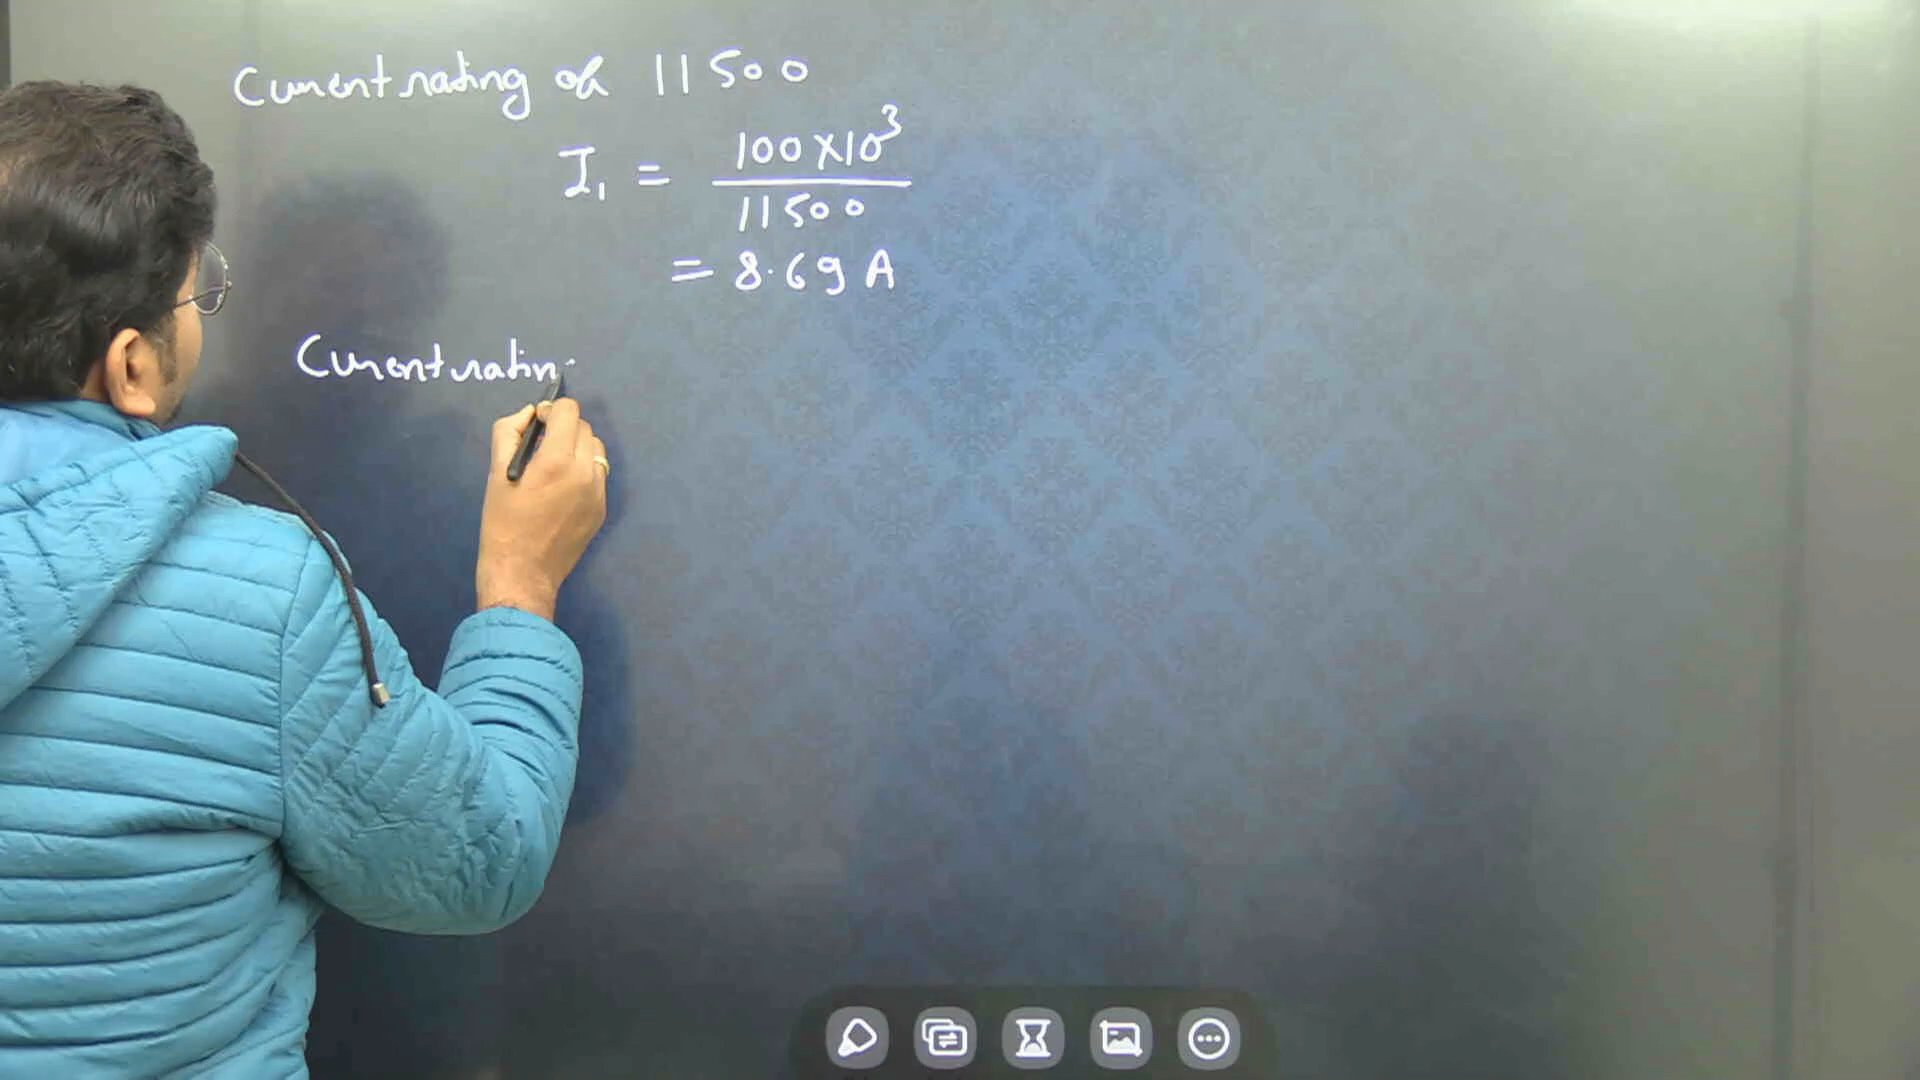 Current rating of 11500
I₁ = 100 × 10³ / 11500
= 8.69 A
Current ratin